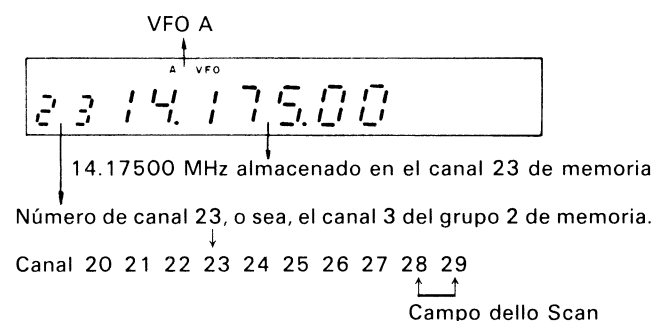 VFO A
A VFO
23 14.175.00
14.17500 MHz almacenado en el canal 23 de memoria
Número de canal 23, o sea, el canal 3 del grupo 2 de memoria.
Canal 20 21 22 23 24 25 26 27 28 29
Campo dello Scan